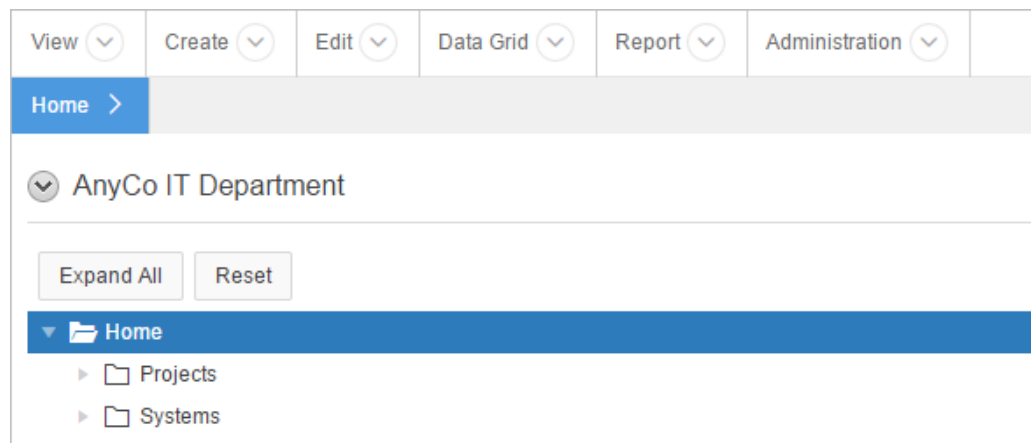 View Create Edit Data Grid Report Administration
Home
AnyCo IT Department
Expand All Reset
Home
Projects
Systems